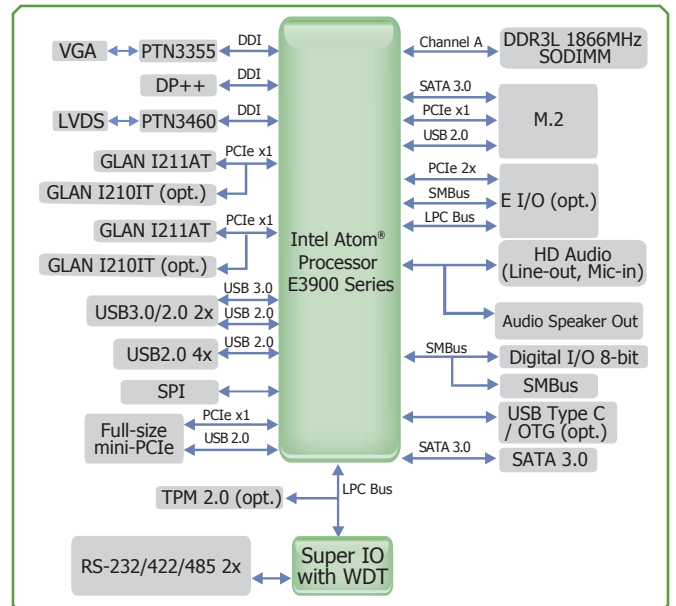 VGA
PTN3355
DDI
DP++
DDI
LVDS
PTN3460
DDI
GLAN I211AT
PCIe x1
GLAN I210IT (opt.)
GLAN I211AT
PCIe x1
GLAN I210IT (opt.)
USB3.0/2.0 2x
USB 3.0
USB 2.0
USB2.0 4x
USB 2.0
SPI
Full-size
mini-PCIe
PCIe x1
USB 2.0
Intel Atom®
Processor
E3900 Series
Channel A
DDR3L 1866MHz
SODIMM
SATA 3.0
PCIe x1
USB 2.0
M.2
PCIe 2x
SMBus
LPC Bus
E I/O (opt.)
HD Audio
(Line-out, Mic-in)
Audio Speaker Out
SMBus
Digital I/O 8-bit
SMBus
USB Type C
/ OTG (opt.)
SATA 3.0
SATA 3.0
LPC Bus
TPM 2.0 (opt.)
RS-232/422/485 2x
Super IO
with WDT